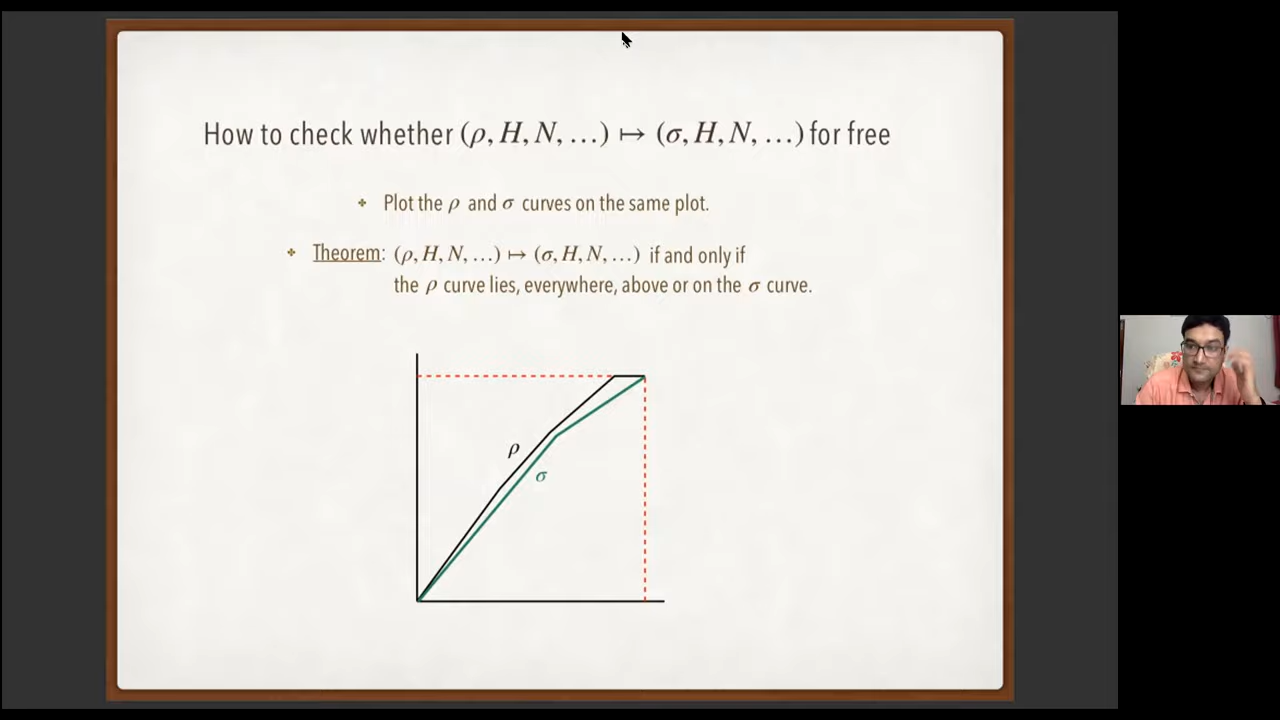 How to check whether (ρ, H, N, …) ↦ (σ, H, N, …) for free
Plot the ρ and σ curves on the same plot.
Theorem: (ρ, H, N, …) ↦ (σ, H, N, …) if and only if
the ρ curve lies, everywhere, above or on the σ curve.
ρ
σ